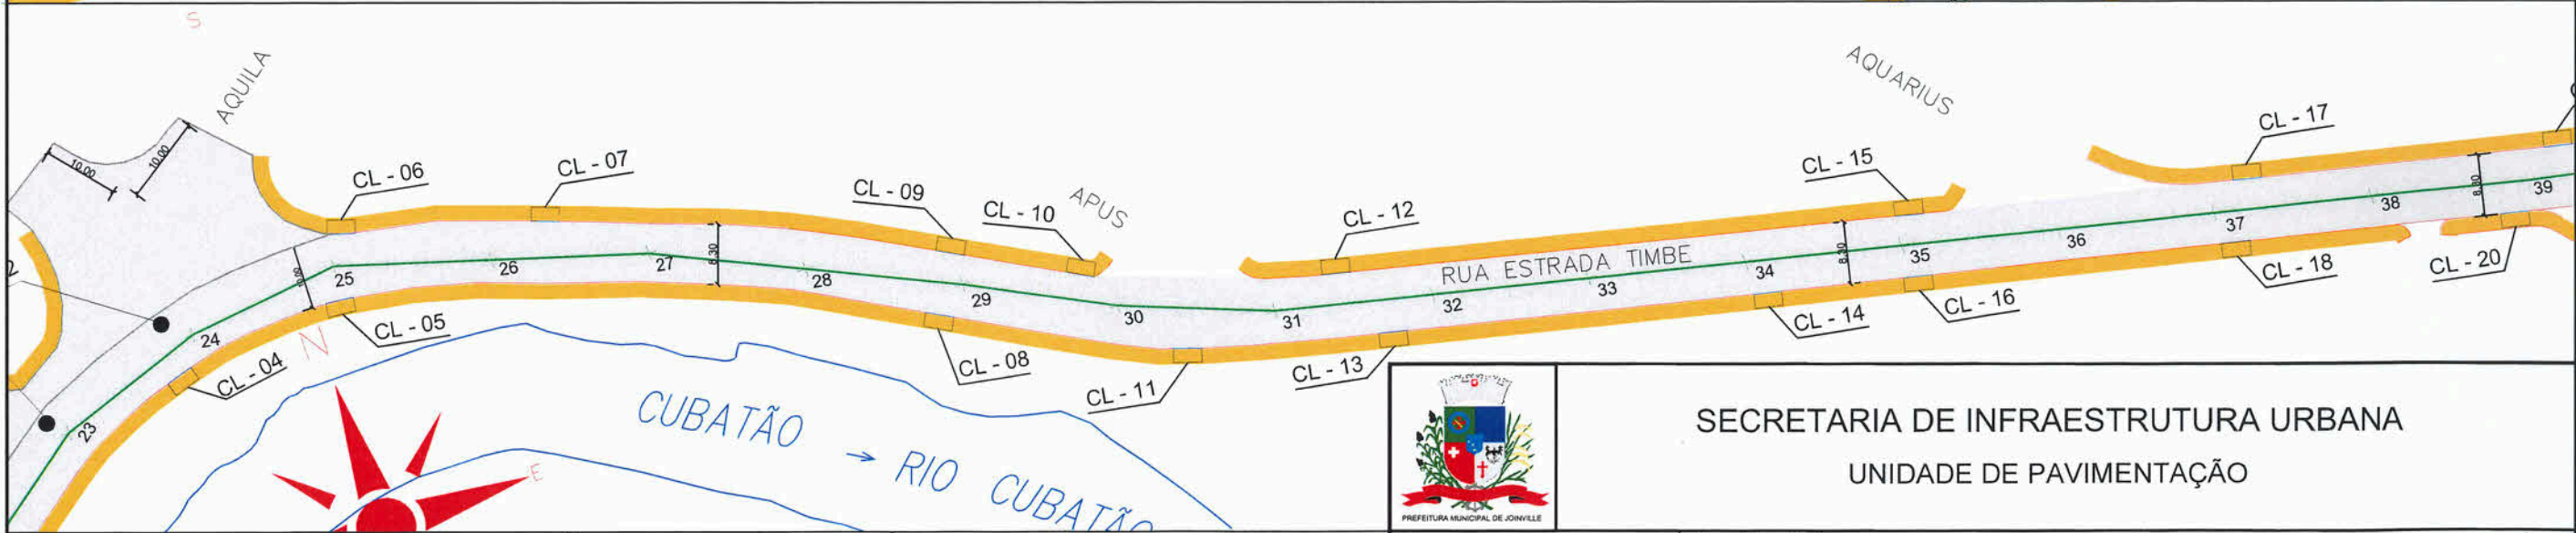 S
AQUILA
10.00
10.00
CL - 06
CL - 07
CL - 09
CL - 10
APUS
CL - 12
CL - 15
AQUARIUS
CL - 17
8.30
8.30
8.30
RUA ESTRADA TIMBE
23
24
25
26
27
28
29
30
31
32
33
34
35
36
37
38
39
CL - 04
CL - 05
CL - 08
CL - 11
CL - 13
CL - 14
CL - 16
CL - 18
CL - 20
N
E
CUBATÃO → RIO CUBATÃO
PREFEITURA MUNICIPAL DE JOINVILLE
SECRETARIA DE INFRAESTRUTURA URBANA
UNIDADE DE PAVIMENTAÇÃO